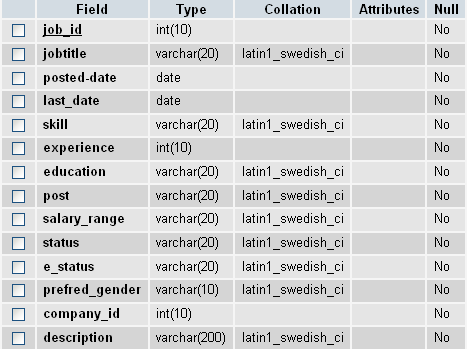 Field Type Collation Attributes Null
job_id int(10) No
jobtitle varchar(20) latin1_swedish_ci No
posted-date date No
last_date date No
skill varchar(20) latin1_swedish_ci No
experience int(10) No
education varchar(20) latin1_swedish_ci No
post varchar(20) latin1_swedish_ci No
salary_range varchar(20) latin1_swedish_ci No
status varchar(20) latin1_swedish_ci No
e_status varchar(20) latin1_swedish_ci No
prefred_gender varchar(10) latin1_swedish_ci No
company_id int(10) No
description varchar(200) latin1_swedish_ci No